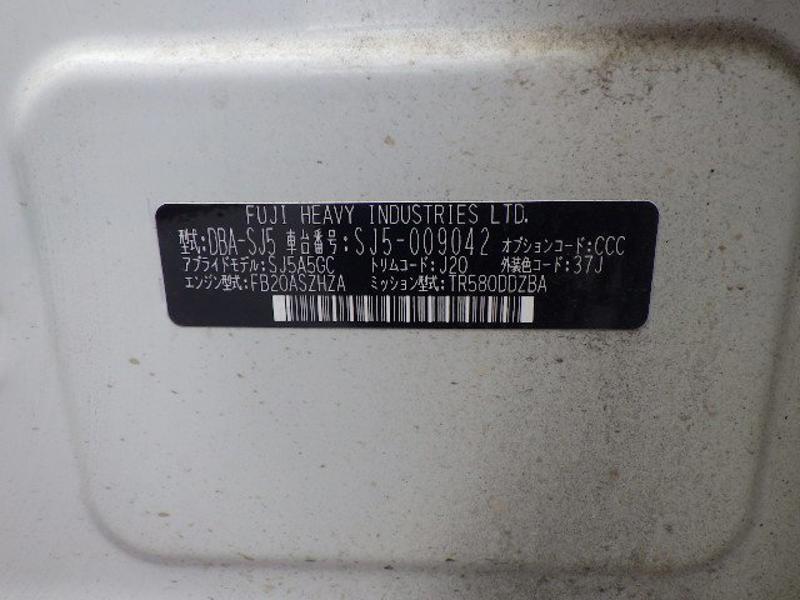 FUJI HEAVY INDUSTRIES LTD.
型式:DBA-SJ5 車台番号:SJ5-009042 オプションコード:CCC
アプライドモデル:SJ5A5GC トリムコード:J20 外装色コード:37J
エンジン型式:FB20ASZHZA ミッション型式:TR580DDZBA